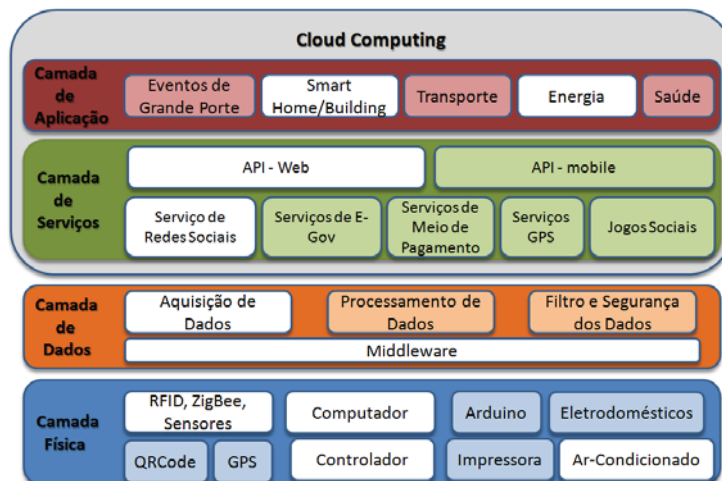 Cloud Computing
Camada
de
Aplicação
Eventos de
Grande Porte
Smart
Home/Building
Transporte
Energia
Saúde
Camada
de
Serviços
API - Web
API - mobile
Serviço de
Redes Sociais
Serviços de E-
Gov
Serviços de
Meio de
Pagamento
Serviços
GPS
Jogos Sociais
Camada
de
Dados
Aquisição de
Dados
Processamento de
Dados
Filtro e Segurança
dos Dados
Middleware
Camada
Física
RFID, ZigBee,
Sensores
Computador
Arduino
Eletrodomésticos
QRCode
GPS
Controlador
Impressora
Ar-Condicionado